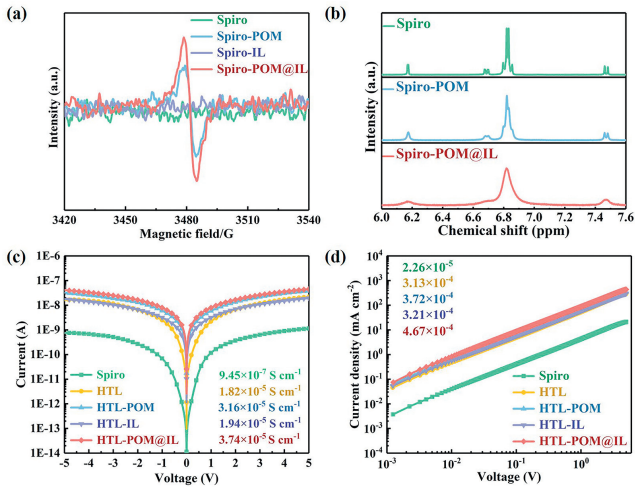 (a)
Spiro
Spiro-POM
Spiro-IL
Spiro-POM@IL
Intensity (a.u.)
3420 3450 3480 3510 3540
Magnetic field/G
(b)
Spiro
Spiro-POM
Spiro-POM@IL
Intensity (a.u.)
6.0 6.4 6.8 7.2 7.6
Chemical shift (ppm)
(c)
1E-6
1E-7
1E-8
1E-9
1E-10
1E-11
1E-12
1E-13
1E-14
Current (A)
Spiro 9.45×10⁻⁷ S cm⁻¹
HTL 1.82×10⁻⁵ S cm⁻¹
HTL-POM 3.16×10⁻⁵ S cm⁻¹
HTL-IL 1.94×10⁻⁵ S cm⁻¹
HTL-POM@IL 3.74×10⁻⁵ S cm⁻¹
-5 -4 -3 -2 -1 0 1 2 3 4 5
Voltage (V)
(d)
10⁴
10³
10²
10¹
10⁰
10⁻¹
10⁻²
10⁻³
10⁻⁴
Current density (mA cm⁻²)
2.26×10⁻⁵
3.13×10⁻⁴
3.72×10⁻⁴
3.21×10⁻⁴
4.67×10⁻⁴
Spiro
HTL
HTL-POM
HTL-IL
HTL-POM@IL
10⁻³ 10⁻² 10⁻¹ 10⁰
Voltage (V)